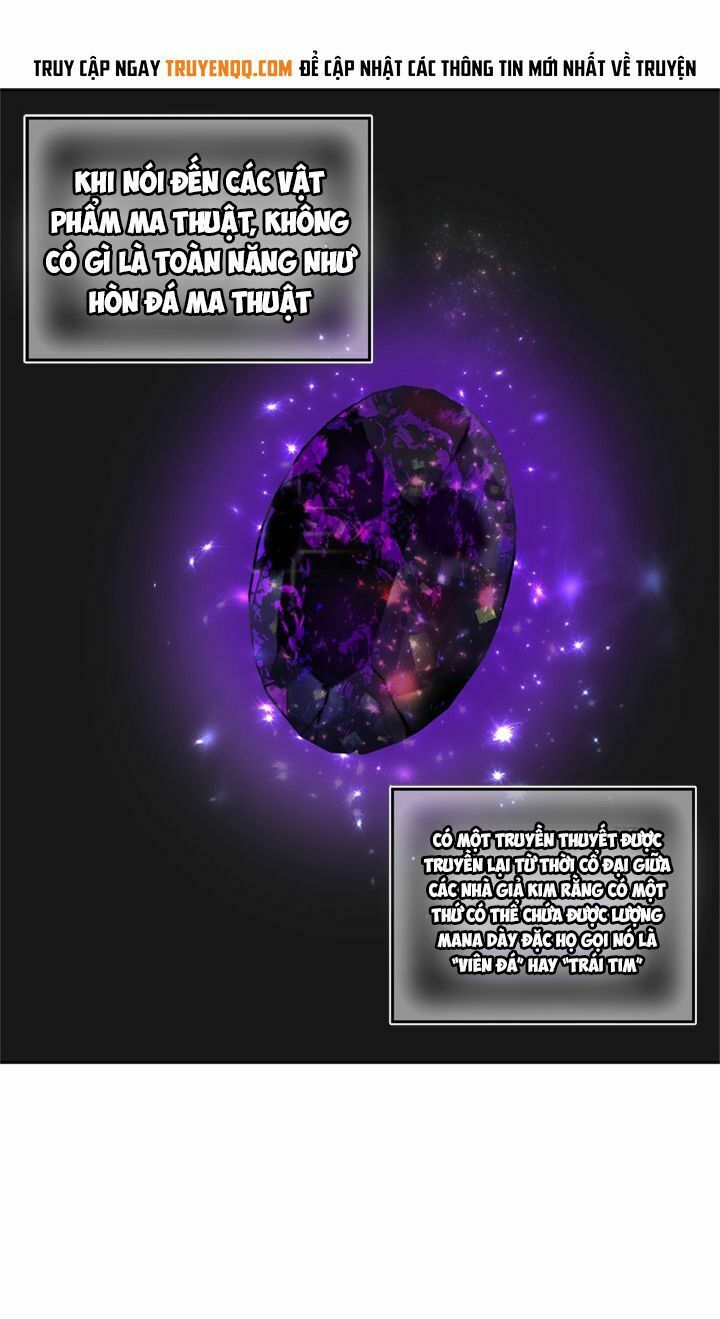 TRUY CẬP NGAY TRUYENQQ.COM ĐỂ CẬP NHẬT CÁC THÔNG TIN MỚI NHẤT VỀ TRUYỆN
KHI NÓI ĐẾN CÁC VẬT
PHẨM MA THUẬT, KHÔNG
CÓ GÌ LÀ TOÀN NĂNG NHƯ
HÒN ĐÁ MA THUẬT
CÓ MỘT TRUYỀN THUYẾT ĐƯỢC
TRUYỀN LẠI TỪ THỜI CỔ ĐẠI GIỮA
CÁC NHÀ GIẢ KIM RẰNG CÓ MỘT
THỨ CÓ THỂ CHỨA ĐƯỢC LƯỢNG
MANA DÀY ĐẶC HỌ GỌI NÓ LÀ
"VIÊN ĐÁ" HAY "TRÁI TIM"